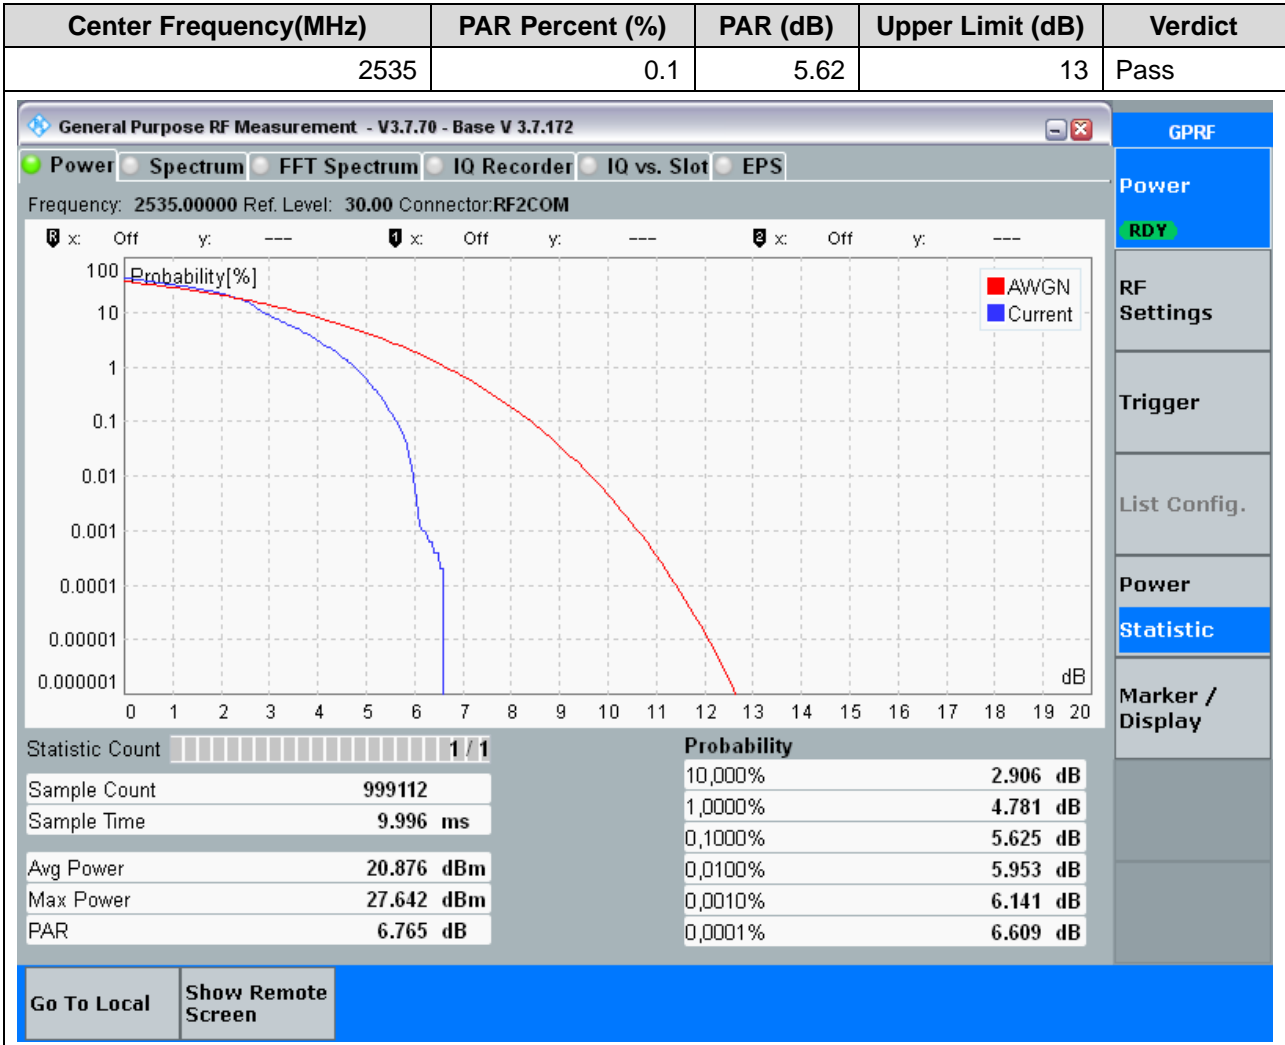 Center Frequency(MHz) PAR Percent (%) PAR (dB) Upper Limit (dB) Verdict
2535 0.1 5.62 13 Pass
General Purpose RF Measurement - V3.7.70 - Base V 3.7.172
GPRF
Power Spectrum FFT Spectrum IQ Recorder IQ vs. Slot EPS
Frequency: 2535.00000 Ref. Level: 30.00 Connector:RF2COM
R x: Off y: --- 1 x: Off y: --- 2 x: Off y: ---
Probability[%]
AWGN
Current
100
10
1
0.1
0.01
0.001
0.0001
0.00001
0.000001
dB
0 1 2 3 4 5 6 7 8 9 10 11 12 13 14 15 16 17 18 19 20
Statistic Count 1 / 1
Sample Count 999112
Sample Time 9.996 ms
Avg Power 20.876 dBm
Max Power 27.642 dBm
PAR 6.765 dB
Probability
10,000% 2.906 dB
1,0000% 4.781 dB
0,1000% 5.625 dB
0,0100% 5.953 dB
0,0010% 6.141 dB
0,0001% 6.609 dB
Power
RDY
RF
Settings
Trigger
List Config.
Power
Statistic
Marker /
Display
Go To Local
Show Remote
Screen